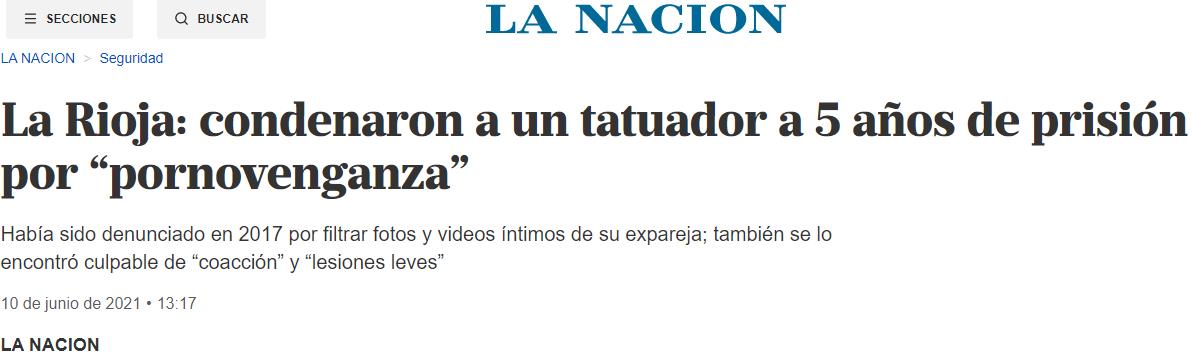 SECCIONES BUSCAR LA NACION
LA NACION > Seguridad
La Rioja: condenaron a un tatuador a 5 años de prisión
por “pornovenganza”
Había sido denunciado en 2017 por filtrar fotos y videos íntimos de su expareja; también se lo
encontró culpable de “coacción” y “lesiones leves”
10 de junio de 2021 • 13:17
LA NACION